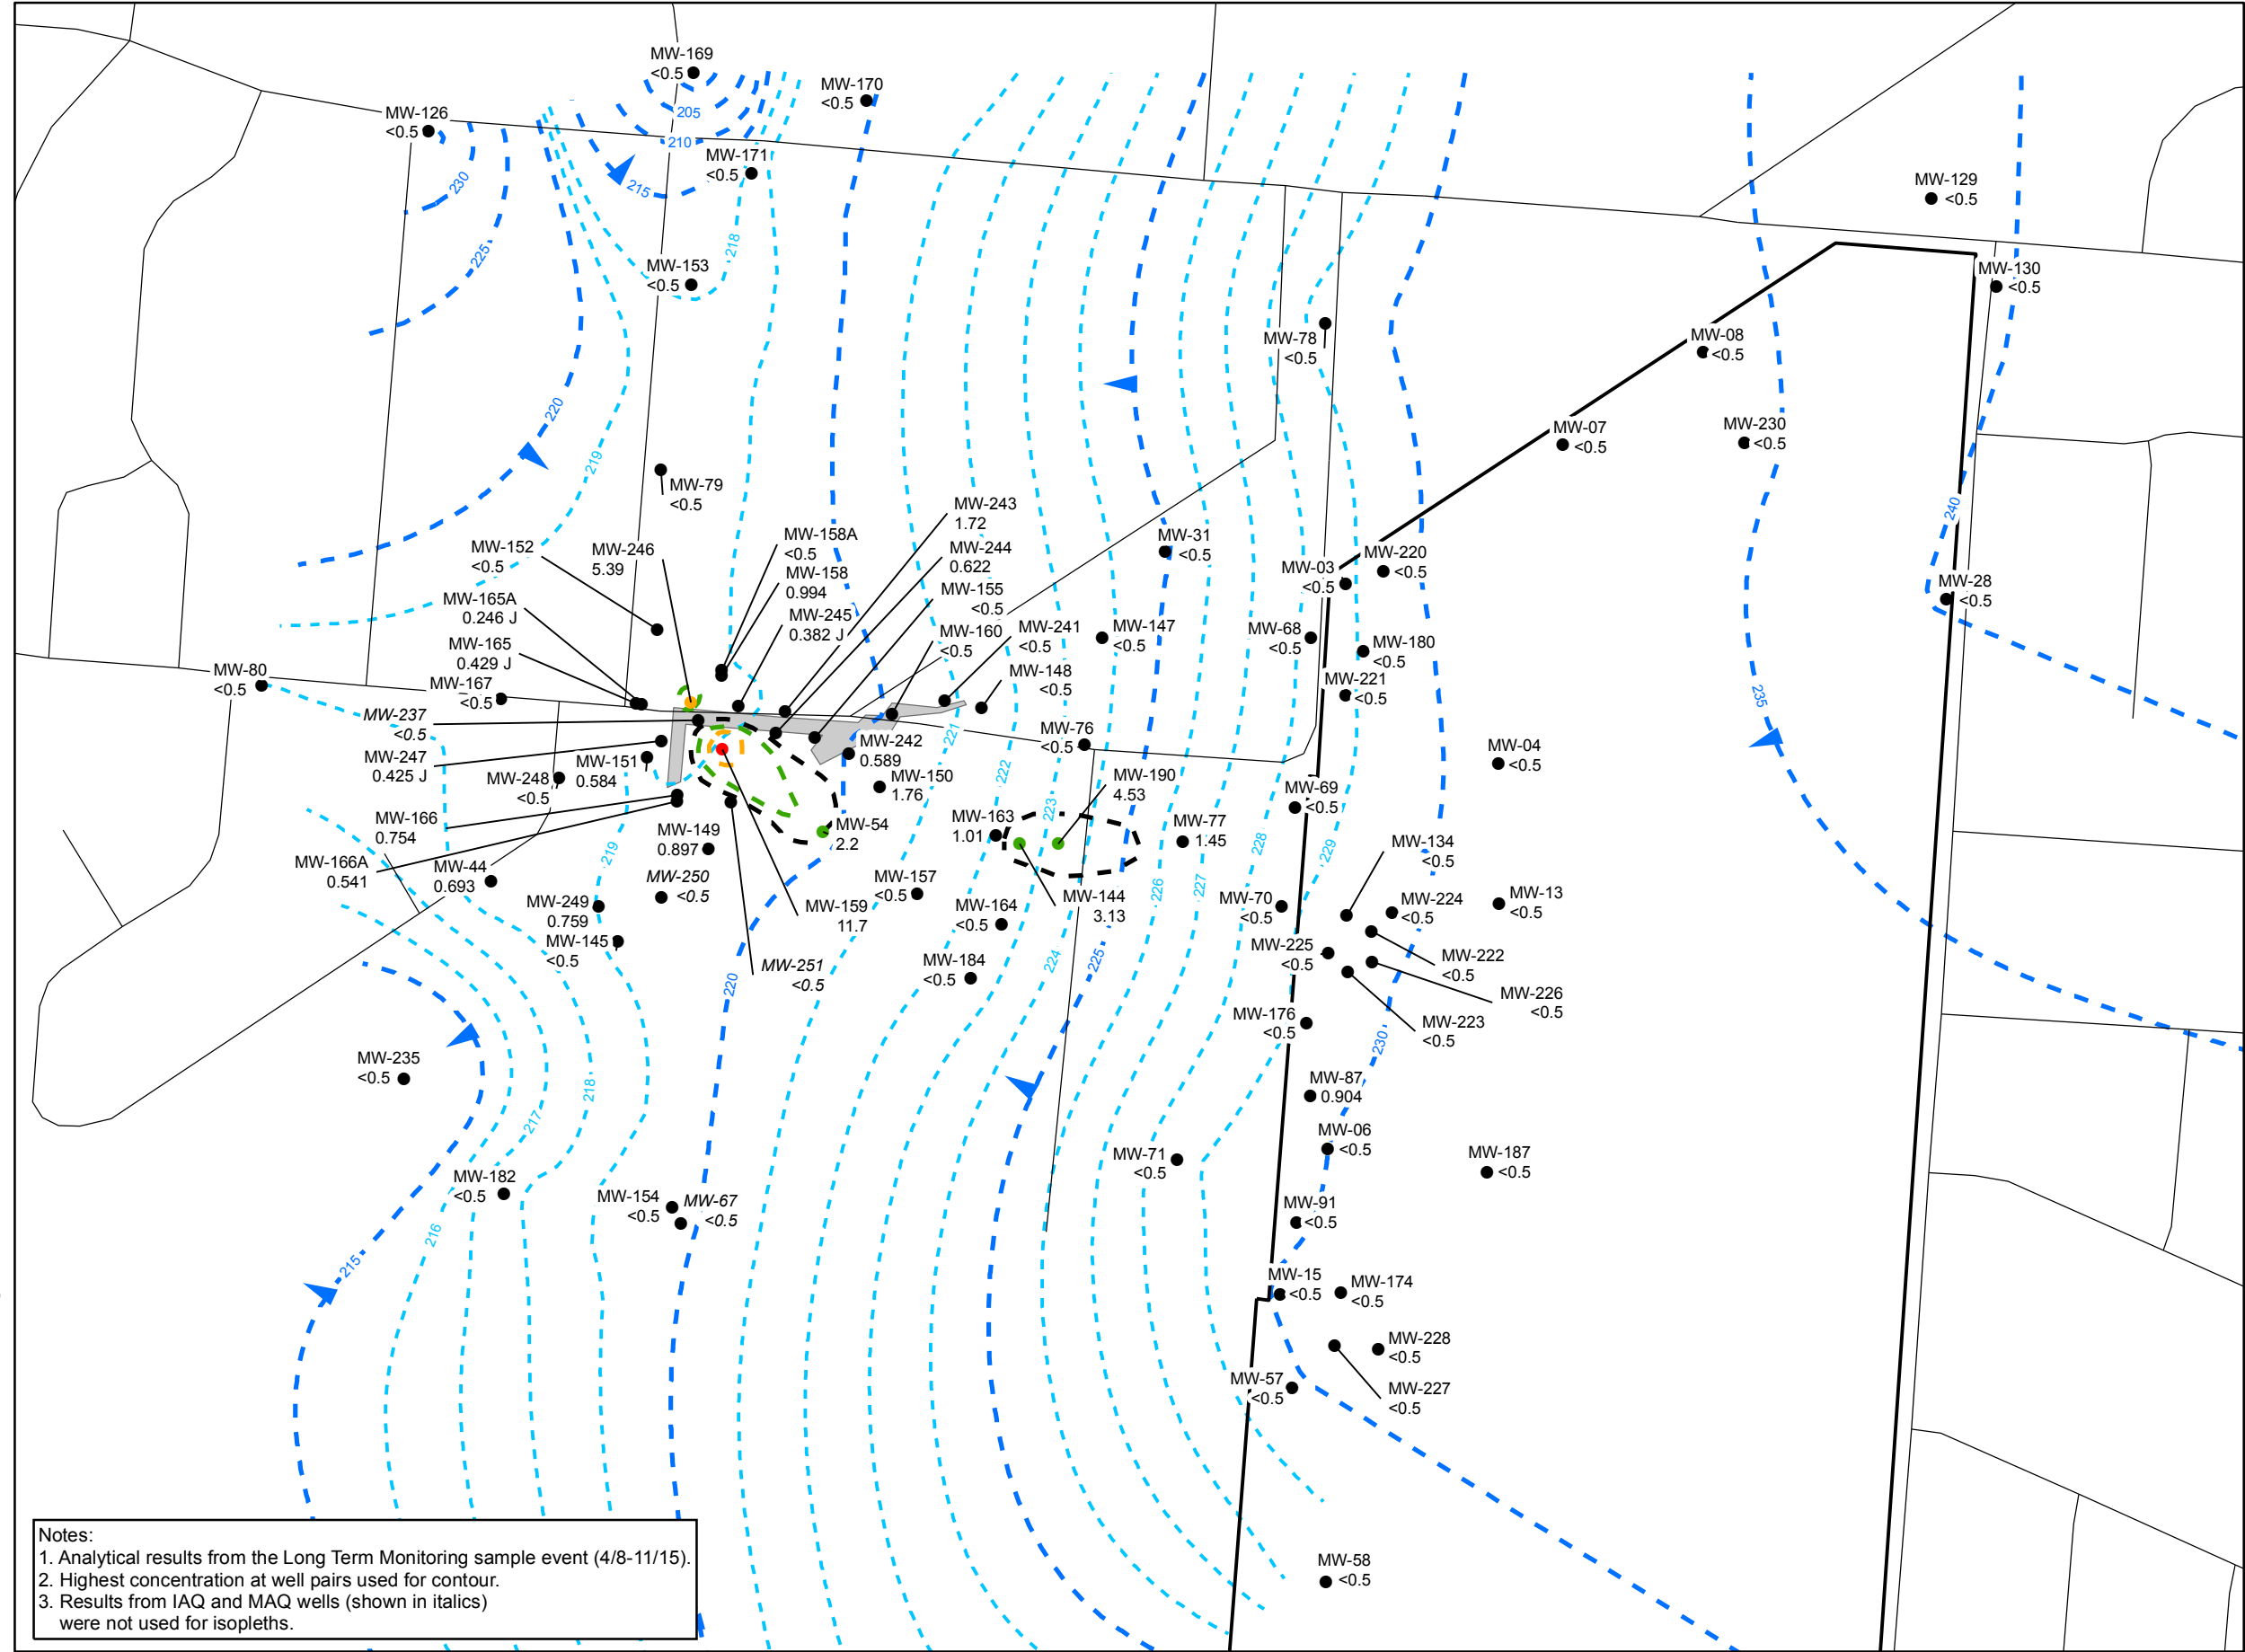 MW-169
<0.5
MW-170
<0.5
205
MW-126
<0.5
210
MW-171
<0.5
230
215
MW-129
<0.5
225
218
MW-153
<0.5
MW-130
<0.5
MW-78
<0.5
MW-08
<0.5
220
219
MW-07
<0.5
MW-230
<0.5
MW-79
<0.5
240
MW-243
1.72
MW-158A
<0.5
MW-244
0.622
MW-31
<0.5
MW-152
<0.5
MW-246
5.39
MW-158
0.994
MW-155
<0.5
MW-220
<0.5
MW-03
<0.5
MW-28
<0.5
MW-165A
0.246 J
MW-245
0.382 J
MW-160
<0.5
MW-241
<0.5
MW-147
<0.5
MW-68
<0.5
MW-180
<0.5
MW-165
0.429 J
MW-80
<0.5
MW-167
<0.5
MW-148
<0.5
MW-221
<0.5
235
MW-237
<0.5
221
MW-76
<0.5
MW-242
0.589
MW-04
<0.5
MW-247
0.425 J
MW-151
0.584
MW-248
<0.5
MW-150
1.76
222
MW-190
4.53
MW-69
<0.5
223
MW-166
0.754
MW-54
2.2
MW-163
1.01
MW-77
1.45
228
229
MW-134
<0.5
MW-149
0.897
219
MW-166A
0.541
MW-44
0.693
MW-250
<0.5
MW-157
<0.5
226
227
MW-249
0.759
MW-159
11.7
MW-164
<0.5
MW-144
3.13
MW-70
<0.5
MW-224
<0.5
MW-13
<0.5
MW-145
<0.5
MW-225
<0.5
MW-222
<0.5
MW-251
<0.5
MW-184
<0.5
224
225
220
MW-226
<0.5
MW-176
<0.5
MW-223
<0.5
230
MW-235
<0.5
218
MW-87
0.904
217
MW-06
<0.5
MW-71
<0.5
MW-187
<0.5
MW-182
<0.5
MW-154
<0.5
MW-67
<0.5
MW-91
<0.5
216
215
MW-15
<0.5
MW-174
<0.5
MW-228
<0.5
MW-57
<0.5
MW-227
<0.5
MW-58
<0.5
Notes:
1. Analytical results from the Long Term Monitoring sample event (4/8-11/15).
2. Highest concentration at well pairs used for contour.
3. Results from IAQ and MAQ wells (shown in italics)
were not used for isopleths.